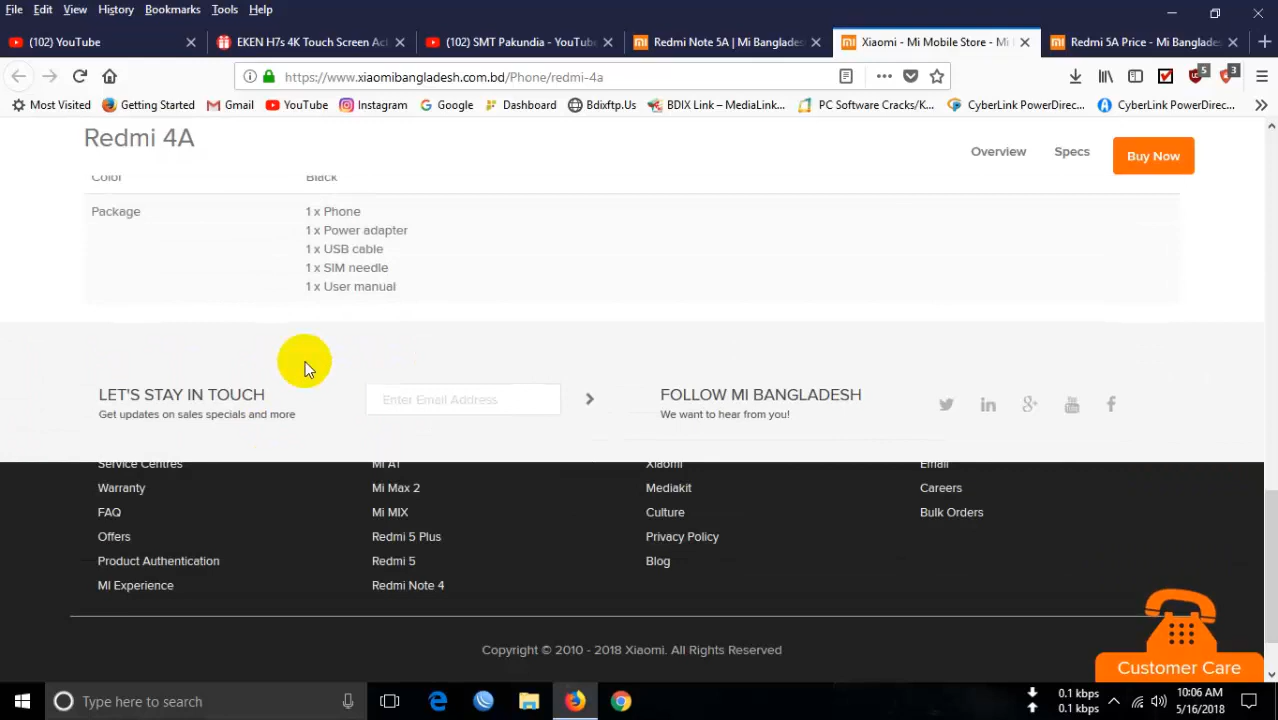 File Edit View History Bookmarks Tools Help
(102) YouTube
EKEN H7s 4K Touch Screen Act
(102) SMT Pakundia - YouTube
Redmi Note 5A | Mi Bangladesh
Xiaomi - Mi Mobile Store - Mi
Redmi 5A Price - Mi Bangladesh
https://www.xiaomibangladesh.com.bd/Phone/redmi-4a
5
3
Most Visited Getting Started Gmail YouTube Instagram Google Dashboard Bdixftp.Us BDIX Link – MediaLink... PC Software Cracks/K... CyberLink PowerDirec... CyberLink PowerDirec...
Redmi 4A
Overview Specs Buy Now
Color Black
Package 1 x Phone
1 x Power adapter
1 x USB cable
1 x SIM needle
1 x User manual
LET'S STAY IN TOUCH
Get updates on sales specials and more
Enter Email Address
FOLLOW MI BANGLADESH
We want to hear from you!
Service Centres Mi A1 Xiaomi Email
Warranty Mi Max 2 Mediakit Careers
FAQ Mi MIX Culture Bulk Orders
Offers Redmi 5 Plus Privacy Policy
Product Authentication Redmi 5 Blog
MI Experience Redmi Note 4
Copyright © 2010 - 2018 Xiaomi. All Rights Reserved
Customer Care
Type here to search
0.1 kbps
0.1 kbps
10:06 AM
5/16/2018